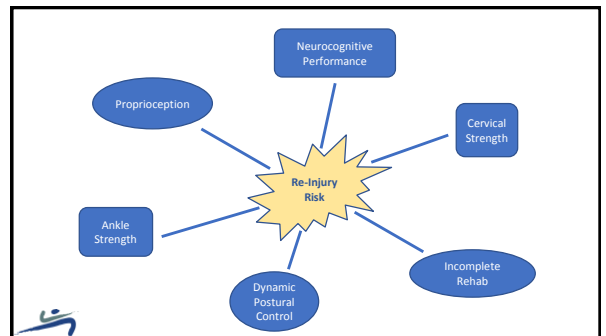 Neurocognitive
Performance
Proprioception
Cervical
Strength
Re-Injury
Risk
Ankle
Strength
Incomplete
Rehab
Dynamic
Postural
Control